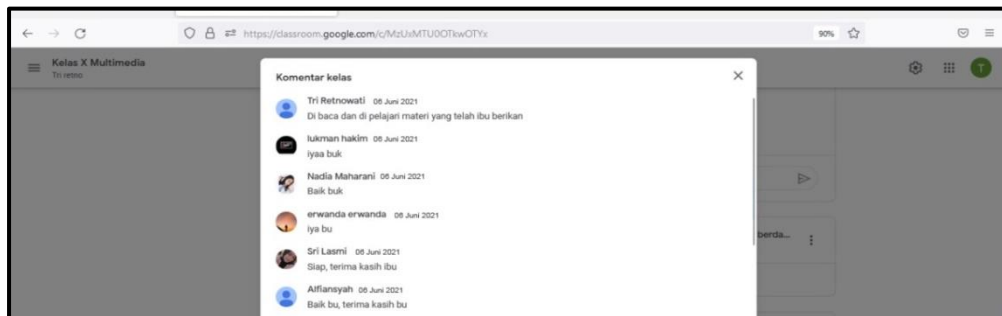 https://classroom.google.com/c/MzUxMTU0OTkwOTYx
90%
Kelas X Multimedia
Tri retno
T
Komentar kelas
Tri Retnowati 06 Juni 2021
Di baca dan di pelajari materi yang telah ibu berikan
lukman hakim 06 Juni 2021
iyaa buk
Nadia Maharani 06 Juni 2021
Baik buk
erwanda erwanda 06 Juni 2021
iya bu
Sri Lasmi 06 Juni 2021
Siap, terima kasih ibu
Alfiansyah 06 Juni 2021
Baik bu, terima kasih bu
berda...